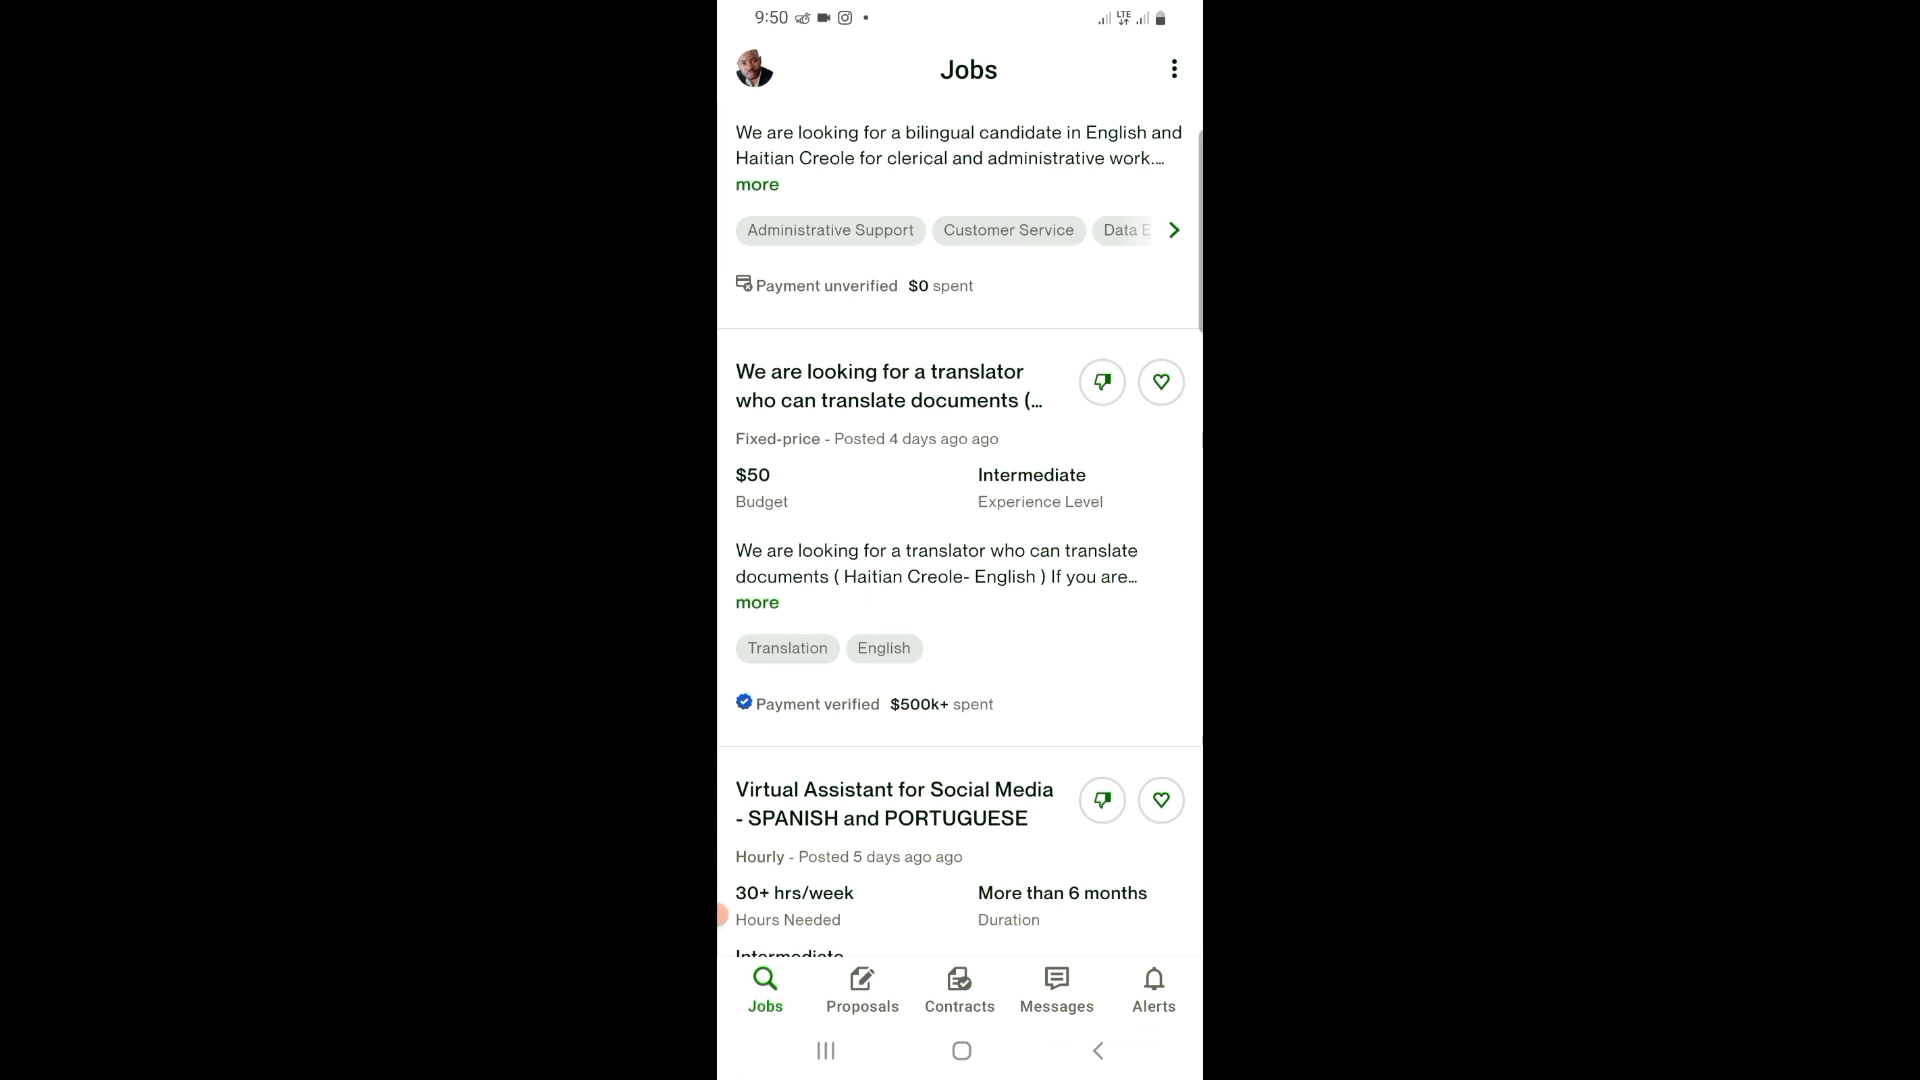 9:50
LTE
Jobs
We are looking for a bilingual candidate in English and
Haitian Creole for clerical and administrative work....
more
Administrative Support
Customer Service
Data E
Payment unverified $0 spent
We are looking for a translator
who can translate documents (...
Fixed-price - Posted 4 days ago ago
$50
Intermediate
Budget
Experience Level
We are looking for a translator who can translate
documents ( Haitian Creole- English ) If you are...
more
Translation
English
Payment verified $500k+ spent
Virtual Assistant for Social Media
- SPANISH and PORTUGUESE
Hourly - Posted 5 days ago ago
30+ hrs/week
More than 6 months
Hours Needed
Duration
Intermediate
Jobs
Proposals
Contracts
Messages
Alerts